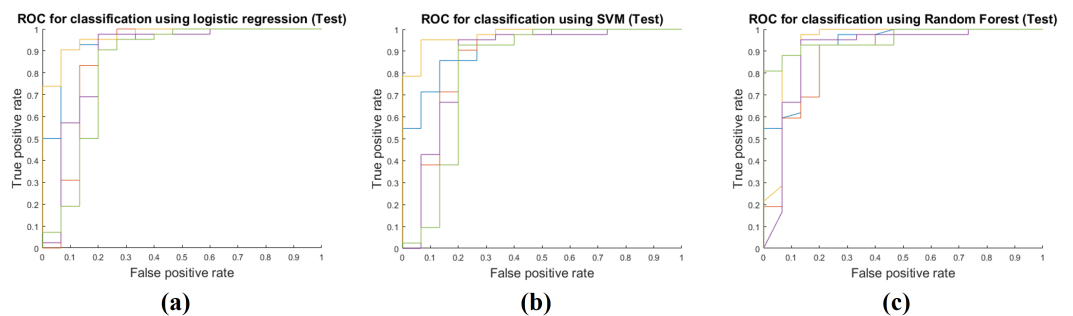 ROC for classification using logistic regression (Test)
True positive rate
1
0.9
0.8
0.7
0.6
0.5
0.4
0.3
0.2
0.1
0
0 0.1 0.2 0.3 0.4 0.5 0.6 0.7 0.8 0.9 1
False positive rate
(a)
ROC for classification using SVM (Test)
True positive rate
1
0.9
0.8
0.7
0.6
0.5
0.4
0.3
0.2
0.1
0
0 0.1 0.2 0.3 0.4 0.5 0.6 0.7 0.8 0.9 1
False positive rate
(b)
ROC for classification using Random Forest (Test)
True positive rate
1
0.9
0.8
0.7
0.6
0.5
0.4
0.3
0.2
0.1
0
0 0.1 0.2 0.3 0.4 0.5 0.6 0.7 0.8 0.9 1
False positive rate
(c)